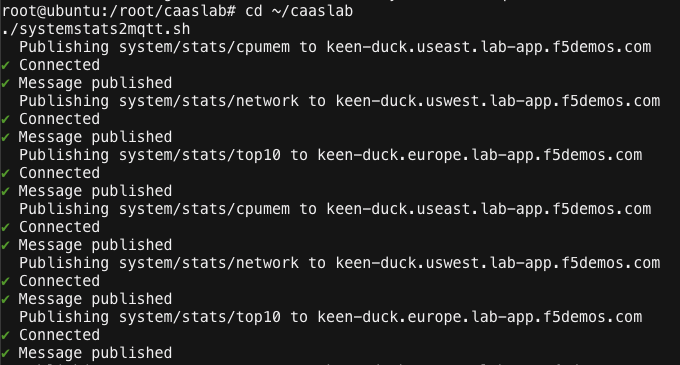 root@ubuntu:/root/caaslab# cd ~/caaslab
./systemstats2mqtt.sh
  Publishing system/stats/cpumem to keen-duck.useast.lab-app.f5demos.com
✔ Connected
✔ Message published
  Publishing system/stats/network to keen-duck.uswest.lab-app.f5demos.com
✔ Connected
✔ Message published
  Publishing system/stats/top10 to keen-duck.europe.lab-app.f5demos.com
✔ Connected
✔ Message published
  Publishing system/stats/cpumem to keen-duck.useast.lab-app.f5demos.com
✔ Connected
✔ Message published
  Publishing system/stats/network to keen-duck.uswest.lab-app.f5demos.com
✔ Connected
✔ Message published
  Publishing system/stats/top10 to keen-duck.europe.lab-app.f5demos.com
✔ Connected
✔ Message published